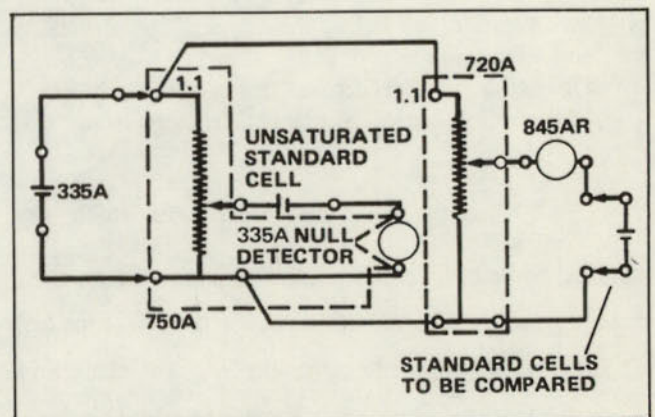 720A
1.1
1.1
845AR
UNSATURATED
STANDARD
CELL
335A
335A NULL
DETECTOR
750A
STANDARD CELLS
TO BE COMPARED